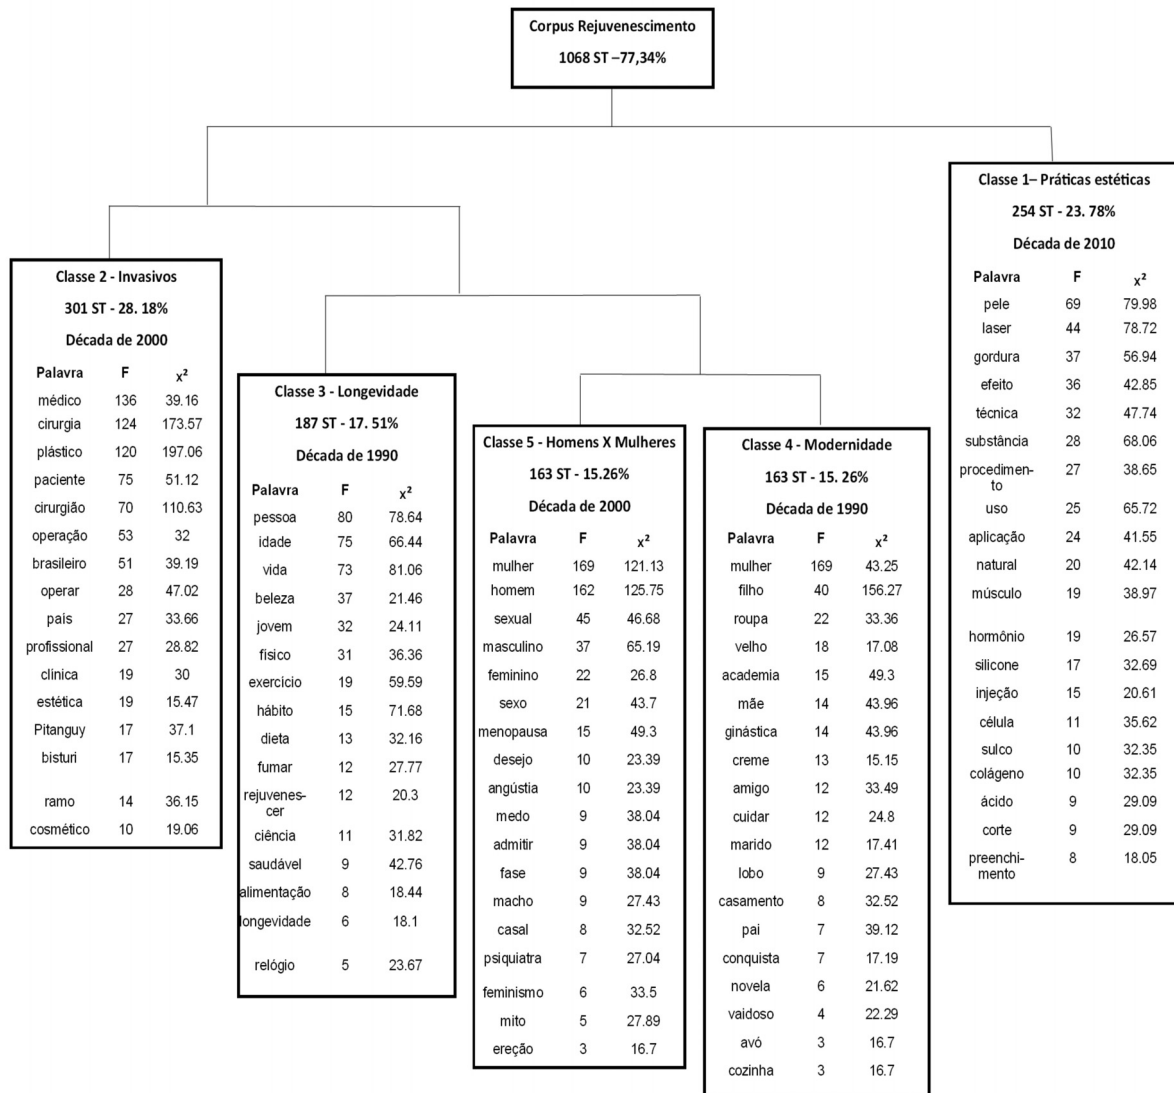 Corpus Rejuvenescimento
1068 ST –77,34%
Classe 2 - Invasivos
301 ST - 28. 18%
Década de 2000
Palavra F x²
médico 136 39.16
cirurgia 124 173.57
plástico 120 197.06
paciente 75 51.12
cirurgião 70 110.63
operação 53 32
brasileiro 51 39.19
operar 28 47.02
país 27 33.66
profissional 27 28.82
clínica 19 30
estética 19 15.47
Pitanguy 17 37.1
bisturi 17 15.35
ramo 14 36.15
cosmético 10 19.06
Classe 3 - Longevidade
187 ST - 17. 51%
Década de 1990
Palavra F x²
pessoa 80 78.64
idade 75 66.44
vida 73 81.06
beleza 37 21.46
jovem 32 24.11
físico 31 36.36
exercício 19 59.59
hábito 15 71.68
dieta 13 32.16
fumar 12 27.77
rejuvenes-
cer 12 20.3
ciência 11 31.82
saudável 9 42.76
alimentação 8 18.44
longevidade 6 18.1
relógio 5 23.67
Classe 5 - Homens X Mulheres
163 ST - 15.26%
Década de 2000
Palavra F x²
mulher 169 121.13
homem 162 125.75
sexual 45 46.68
masculino 37 65.19
feminino 22 26.8
sexo 21 43.7
menopausa 15 49.3
desejo 10 23.39
angústia 10 23.39
medo 9 38.04
admitir 9 38.04
fase 9 38.04
macho 9 27.43
casal 8 32.52
psiquiatra 7 27.04
feminismo 6 33.5
mito 5 27.89
ereção 3 16.7
Classe 4 - Modernidade
163 ST - 15. 26%
Década de 1990
Palavra F x²
mulher 169 43.25
filho 40 156.27
roupa 22 33.36
velho 18 17.08
academia 15 49.3
mãe 14 43.96
ginástica 14 43.96
creme 13 15.15
amigo 12 33.49
cuidar 12 24.8
marido 12 17.41
lobo 9 27.43
casamento 8 32.52
pai 7 39.12
conquista 7 17.19
novela 6 21.62
vaidoso 4 22.29
avó 3 16.7
cozinha 3 16.7
Classe 1– Práticas estéticas
254 ST - 23. 78%
Década de 2010
Palavra F x²
pele 69 79.98
laser 44 78.72
gordura 37 56.94
efeito 36 42.85
técnica 32 47.74
substância 28 68.06
procedimen-
to 27 38.65
uso 25 65.72
aplicação 24 41.55
natural 20 42.14
músculo 19 38.97
hormônio 19 26.57
silicone 17 32.69
injeção 15 20.61
célula 11 35.62
sulco 10 32.35
colágeno 10 32.35
ácido 9 29.09
corte 9 29.09
preenchi-
mento 8 18.05